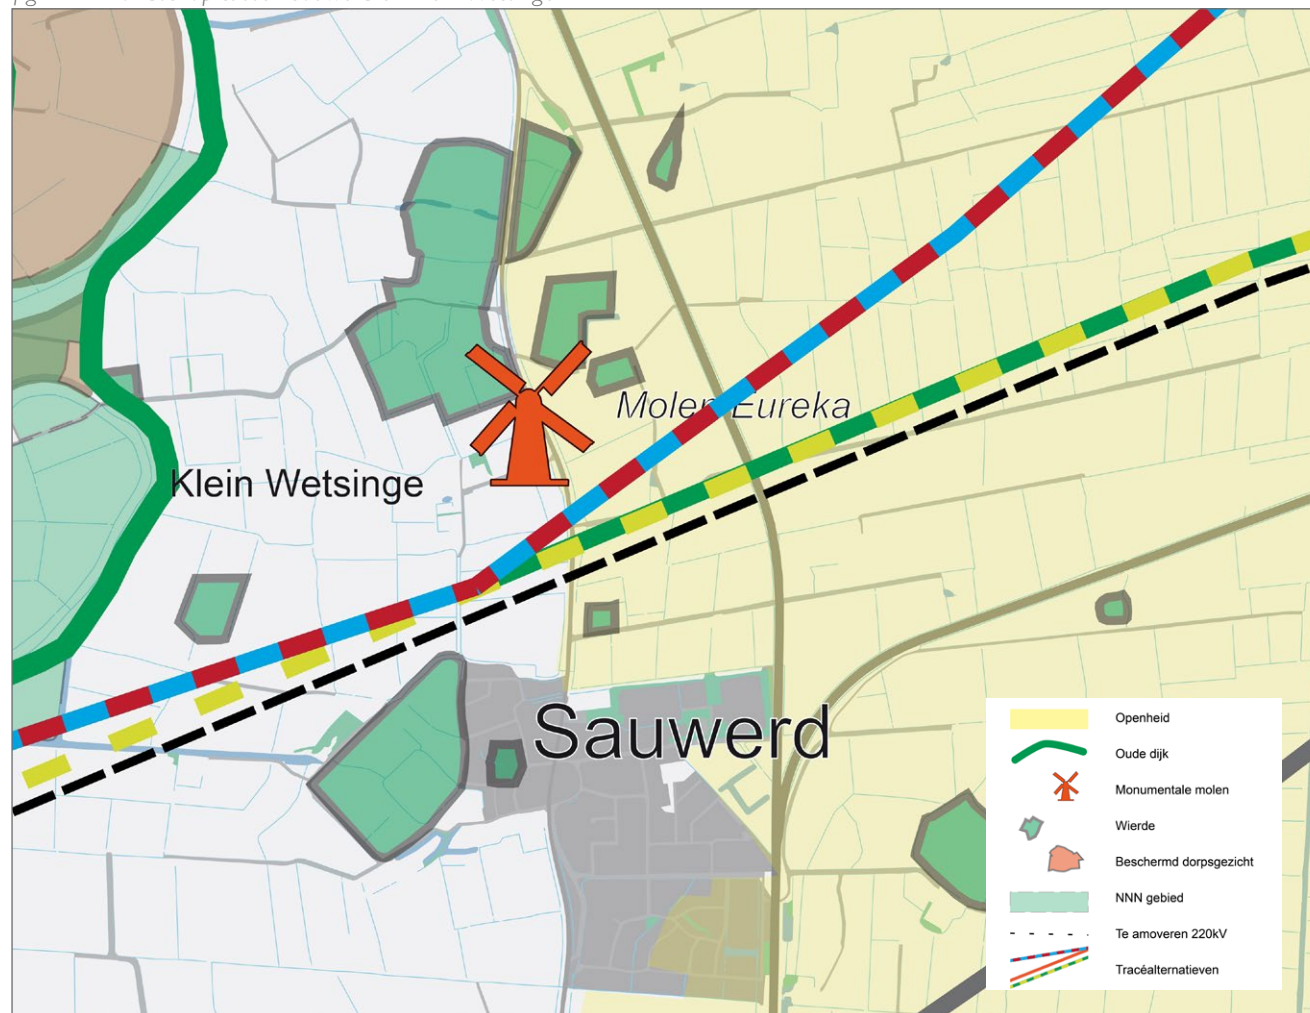 Molen Eureka
Klein Wetsinge
Sauwerd
Openheid
Oude dijk
Monumentale molen
Wierde
Beschermd dorpsgezicht
NNN gebied
Te amoveren 220kV
Tracéalternatieven